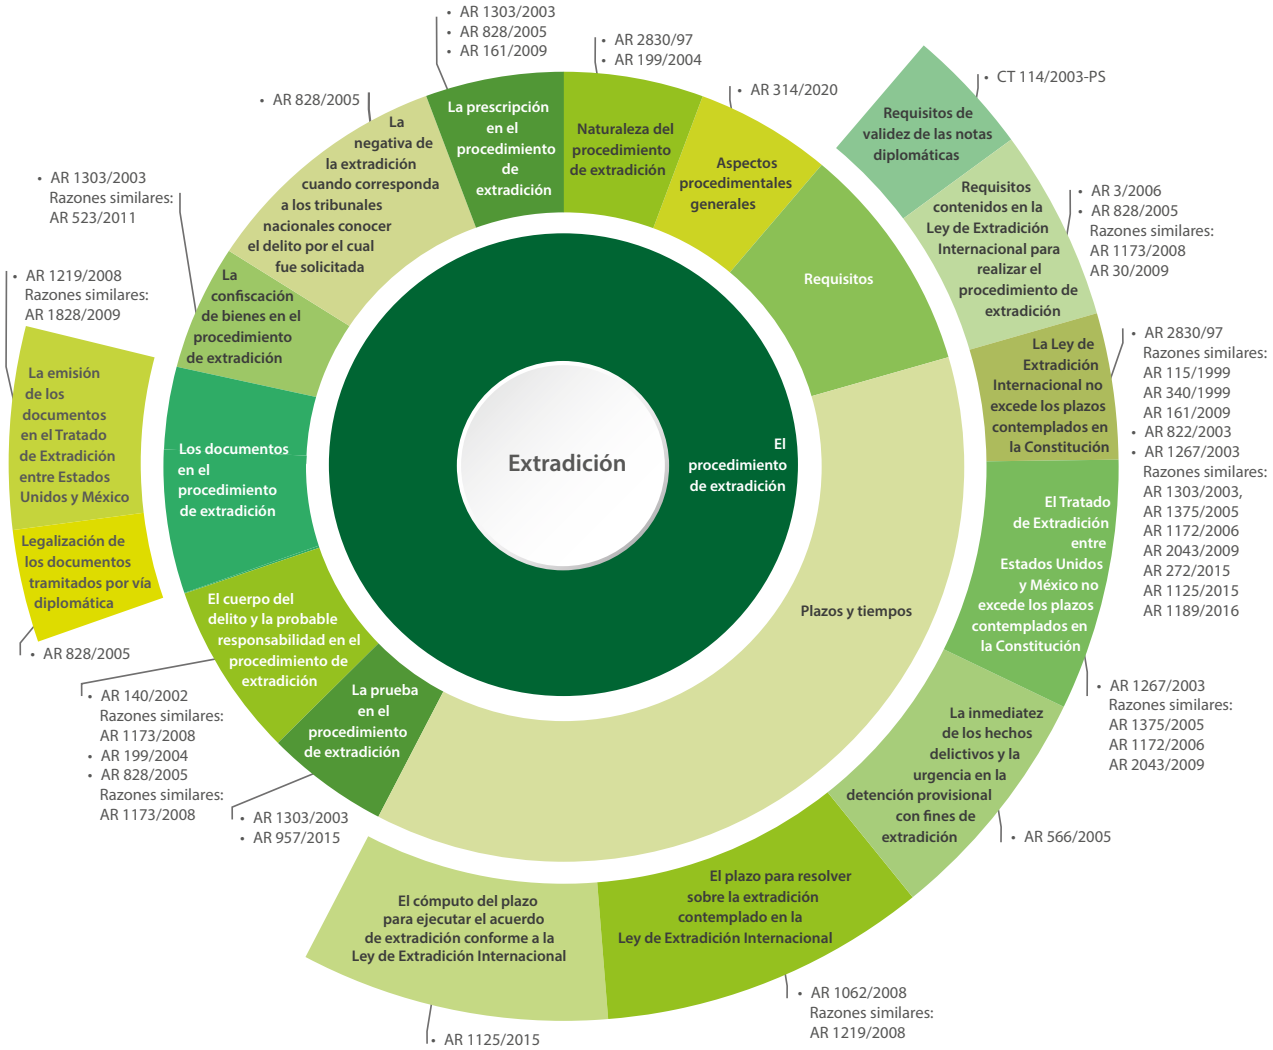 • AR 1303/2003
• AR 828/2005
• AR 161/2009
La prescripción
en el
procedimiento
de
extradición
• AR 2830/97
• AR 199/2004
Naturaleza del
procedimiento
de extradición
• AR 314/2020
Aspectos
procedimentales
generales
Requisitos
• CT 114/2003-PS
Requisitos de
validez de las notas
diplomáticas
Requisitos
contenidos en la
Ley de Extradición
Internacional para
realizar el
procedimiento de
extradición
• AR 3/2006
• AR 828/2005
Razones similares:
AR 1173/2008
AR 30/2009
La Ley de
Extradición
Internacional no
excede los plazos
contemplados en
la Constitución
• AR 2830/97
Razones similares:
AR 115/1999
AR 340/1999
AR 161/2009
• AR 822/2003
• AR 1267/2003
Razones similares:
AR 1303/2003,
AR 1375/2005
AR 1172/2006
AR 2043/2009
AR 272/2015
AR 1125/2015
AR 1189/2016
El Tratado
de Extradición
entre
Estados Unidos
y México no
excede los plazos
contemplados en
la Constitución
• AR 1267/2003
Razones similares:
AR 1375/2005
AR 1172/2006
AR 2043/2009
Plazos y tiempos
La inmediatez
de los hechos
delictivos y la
urgencia en la
detención provisional
con fines de
extradición
• AR 566/2005
El plazo para resolver
sobre la extradición
contemplado en la
Ley de Extradición Internacional
• AR 1062/2008
Razones similares:
AR 1219/2008
El cómputo del plazo
para ejecutar el acuerdo
de extradición conforme a la
Ley de Extradición Internacional
• AR 1125/2015
La prueba
en el
procedimiento
de extradición
• AR 1303/2003
• AR 957/2015
El cuerpo del
delito y la probable
responsabilidad en el
procedimiento de
extradición
• AR 140/2002
Razones similares:
AR 1173/2008
• AR 199/2004
• AR 828/2005
Razones similares:
AR 1173/2008
Los documentos
en el
procedimiento
de extradición
Legalización de
los documentos
tramitados por vía
diplomática
• AR 828/2005
La emisión
de los
documentos
en el Tratado
de Extradición
entre Estados
Unidos y México
• AR 1219/2008
Razones similares:
AR 1828/2009
La
confiscación
de bienes en el
procedimiento
de extradición
• AR 1303/2003
Razones similares:
AR 523/2011
La
negativa de
la extradición
cuando corresponda
a los tribunales
nacionales conocer
el delito por el cual
fue solicitada
• AR 828/2005
El
procedimiento
de extradición
Extradición